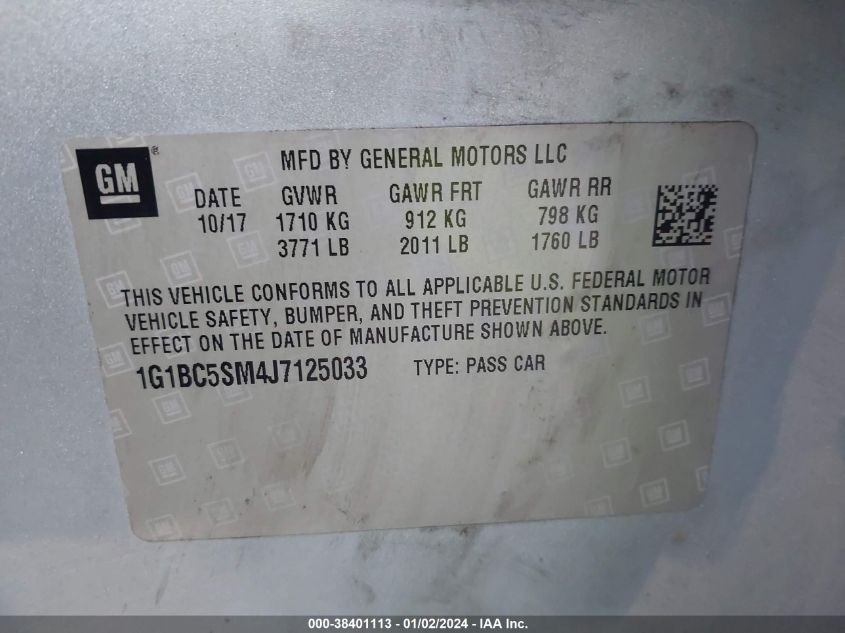 GM®
MFD BY GENERAL MOTORS LLC
DATE GVWR GAWR FRT GAWR RR
10/17 1710 KG 912 KG 798 KG
3771 LB 2011 LB 1760 LB
THIS VEHICLE CONFORMS TO ALL APPLICABLE U.S. FEDERAL MOTOR
VEHICLE SAFETY, BUMPER, AND THEFT PREVENTION STANDARDS IN
EFFECT ON THE DATE OF MANUFACTURE SHOWN ABOVE.
1G1BC5SM4J7125033 TYPE: PASS CAR
000-38401113 - 01/02/2024 - IAA Inc.